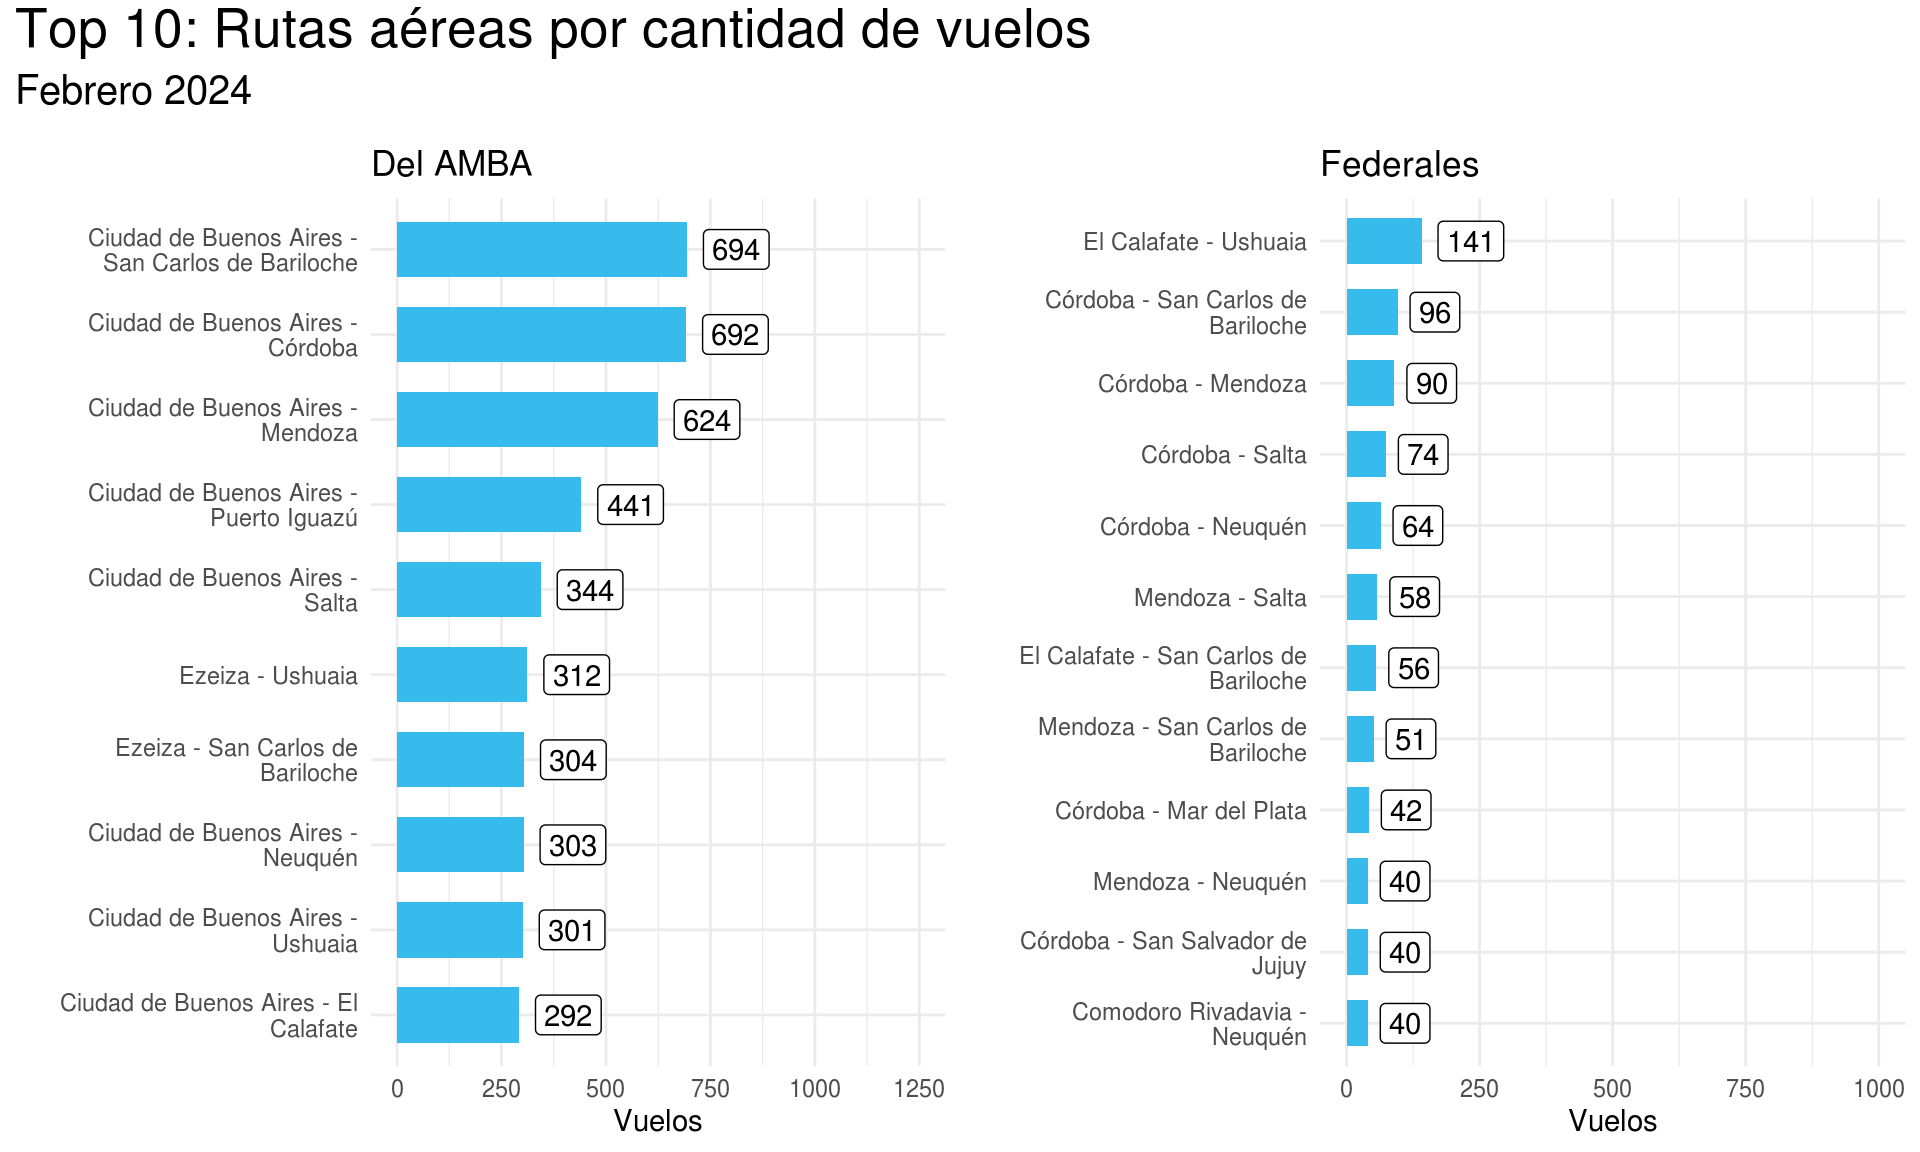 Top 10: Rutas aéreas por cantidad de vuelos
Febrero 2024
Del AMBA
Ciudad de Buenos Aires -
San Carlos de Bariloche
694
Ciudad de Buenos Aires -
Córdoba
692
Ciudad de Buenos Aires -
Mendoza
624
Ciudad de Buenos Aires -
Puerto Iguazú
441
Ciudad de Buenos Aires -
Salta
344
Ezeiza - Ushuaia
312
Ezeiza - San Carlos de
Bariloche
304
Ciudad de Buenos Aires -
Neuquén
303
Ciudad de Buenos Aires -
Ushuaia
301
Ciudad de Buenos Aires - El
Calafate
292
0 250 500 750 1000 1250
Vuelos
Federales
El Calafate - Ushuaia
141
Córdoba - San Carlos de
Bariloche
96
Córdoba - Mendoza
90
Córdoba - Salta
74
Córdoba - Neuquén
64
Mendoza - Salta
58
El Calafate - San Carlos de
Bariloche
56
Mendoza - San Carlos de
Bariloche
51
Córdoba - Mar del Plata
42
Mendoza - Neuquén
40
Córdoba - San Salvador de
Jujuy
40
Comodoro Rivadavia -
Neuquén
40
0 250 500 750 1000
Vuelos